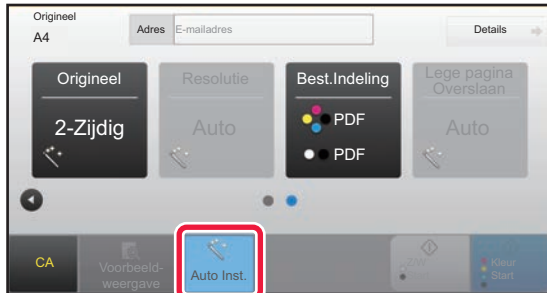 Origineel
A4
Adres E-mailadres
Details
Origineel
2-Zijdig
Resolutie
Auto
Best.Indeling
PDF
PDF
Lege pagina
Overslaan
Auto
CA
Voorbeeld-
weergave
Auto Inst.
Z/W
Start
Kleur
Start